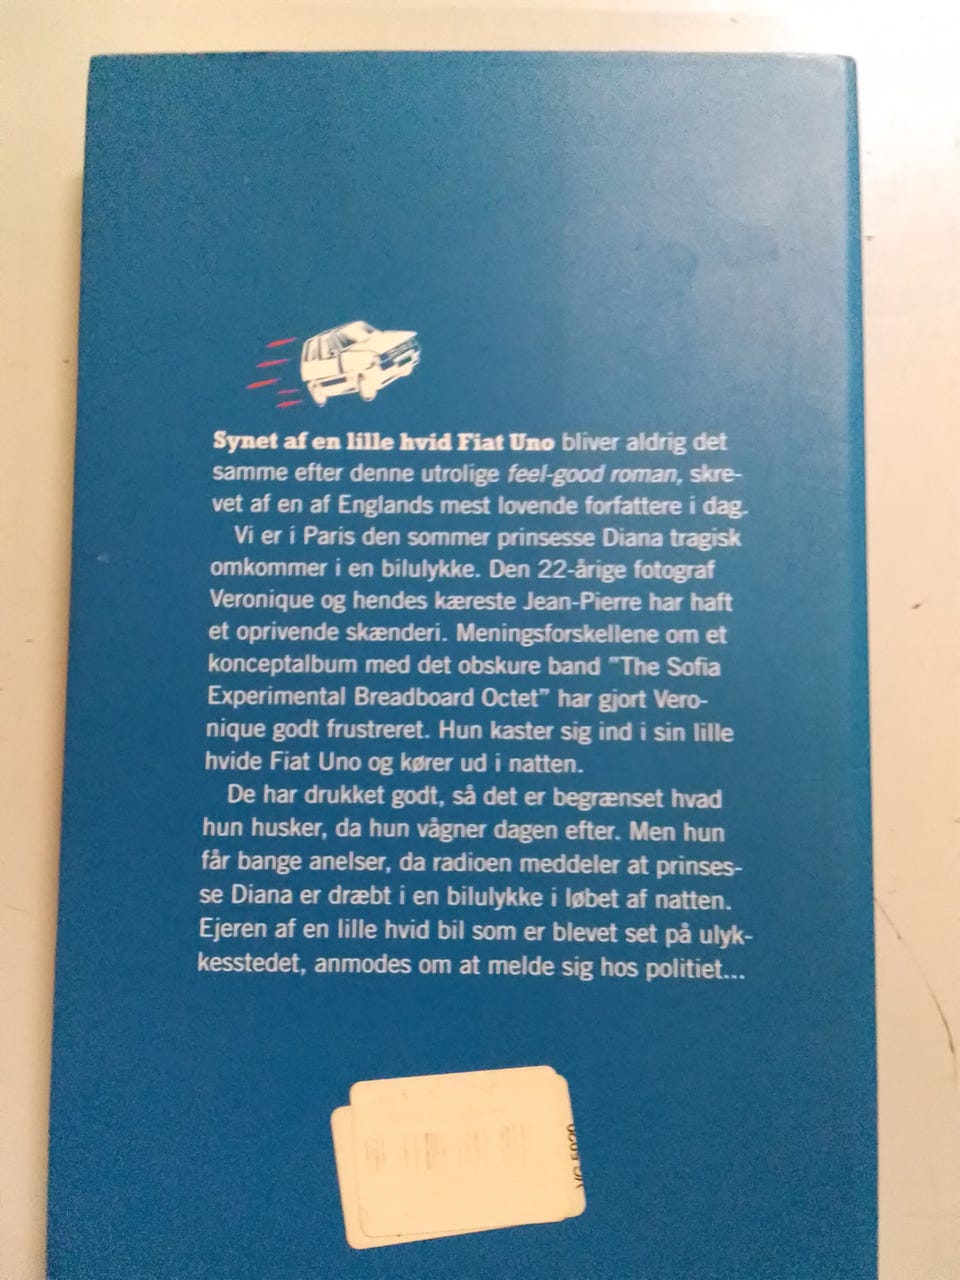 Synet af en lille hvid Fiat Uno bliver aldrig det
samme efter denne utrolige feel-good roman, skre-
vet af en af Englands mest lovende forfattere i dag.
Vi er i Paris den sommer prinsesse Diana tragisk
omkommer i en bilulykke. Den 22-årige fotograf
Veronique og hendes kæreste Jean-Pierre har haft
et oprivende skænderi. Meningsforskellene om et
konceptalbum med det obskure band "The Sofia
Experimental Breadboard Octet" har gjort Vero-
nique godt frustreret. Hun kaster sig ind i sin lille
hvide Fiat Uno og kører ud i natten.
De har drukket godt, så det er begrænset hvad
hun husker, da hun vågner dagen efter. Men hun
får bange anelser, da radioen meddeler at prinses-
se Diana er dræbt i en bilulykke i løbet af natten.
Ejeren af en lille hvid bil som er blevet set på ulyk-
kesstedet, anmodes om at melde sig hos politiet...